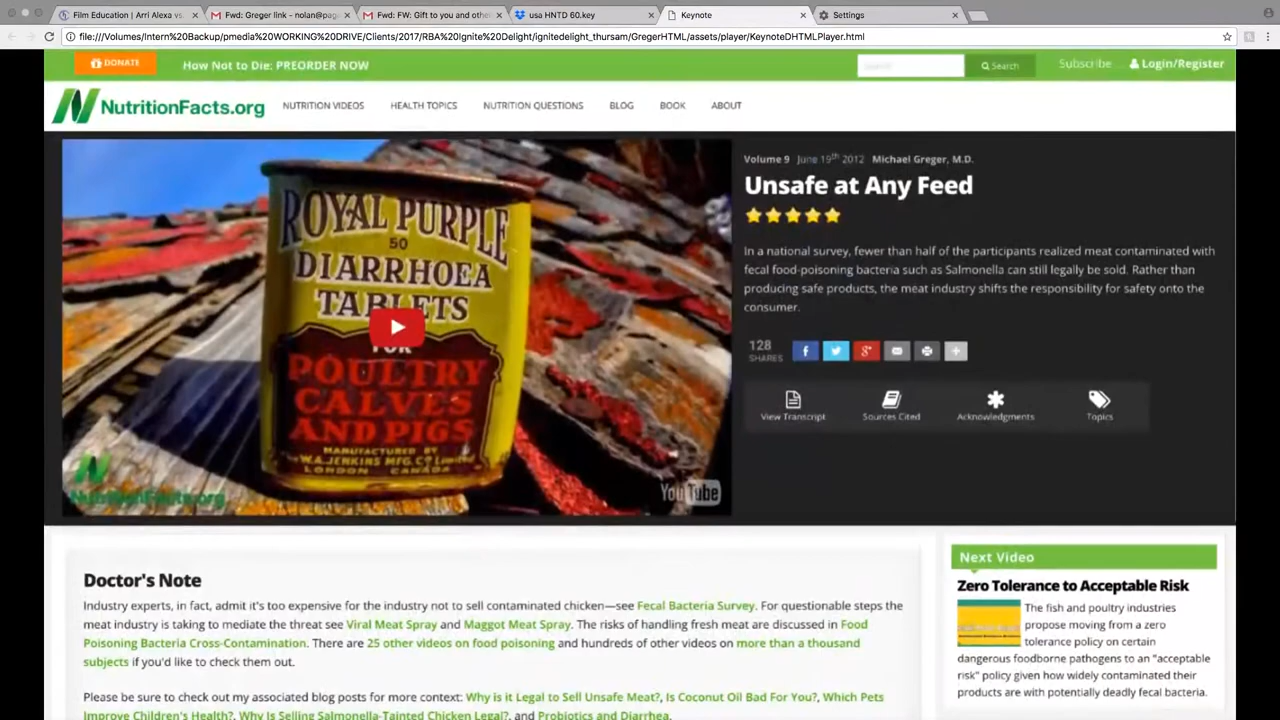 Film Education | Arri Alexa vs.
Fwd: Greger link - nolan@page
Fwd: FW: Gift to you and othe
usa HNTD 60.key
Keynote
Settings
file:///Volumes/Intern%20Backup/pmedia%20WORKING%20DRIVE/Clients/2017/RBA%20Ignite%20Delight/ignitedelight_thursam/GregerHTML/assets/player/KeynoteDHTMLPlayer.html
DONATE
How Not to Die: PREORDER NOW
Search
Search
Subscribe
Login/Register
NutritionFacts.org
NUTRITION VIDEOS
HEALTH TOPICS
NUTRITION QUESTIONS
BLOG
BOOK
ABOUT
ROYAL PURPLE
50
DIARRHOEA
TABLETS
FOR
POULTRY
CALVES
AND PIGS
MANUFACTURED BY
W.A. JENKINS MFG. CO. Limited
LONDON CANADA
NutritionFacts.org
YouTube
Volume 9 June 19th 2012 Michael Greger, M.D.
Unsafe at Any Feed
In a national survey, fewer than half of the participants realized meat contaminated with
fecal food-poisoning bacteria such as Salmonella can still legally be sold. Rather than
producing safe products, the meat industry shifts the responsibility for safety onto the
consumer.
128
SHARES
View Transcript
Sources Cited
Acknowledgments
Topics
Doctor's Note
Industry experts, in fact, admit it's too expensive for the industry not to sell contaminated chicken—see Fecal Bacteria Survey. For questionable steps the
meat industry is taking to mediate the threat see Viral Meat Spray and Maggot Meat Spray. The risks of handling fresh meat are discussed in Food
Poisoning Bacteria Cross-Contamination. There are 25 other videos on food poisoning and hundreds of other videos on more than a thousand
subjects if you'd like to check them out.
Please be sure to check out my associated blog posts for more context: Why is it Legal to Sell Unsafe Meat?, Is Coconut Oil Bad For You?, Which Pets
Improve Children's Health?, Why Is Selling Salmonella-Tainted Chicken Legal?, and Probiotics and Diarrhea.
Next Video
Zero Tolerance to Acceptable Risk
The fish and poultry industries
propose moving from a zero
tolerance policy on certain
dangerous foodborne pathogens to an "acceptable
risk" policy given how widely contaminated their
products are with potentially deadly fecal bacteria.